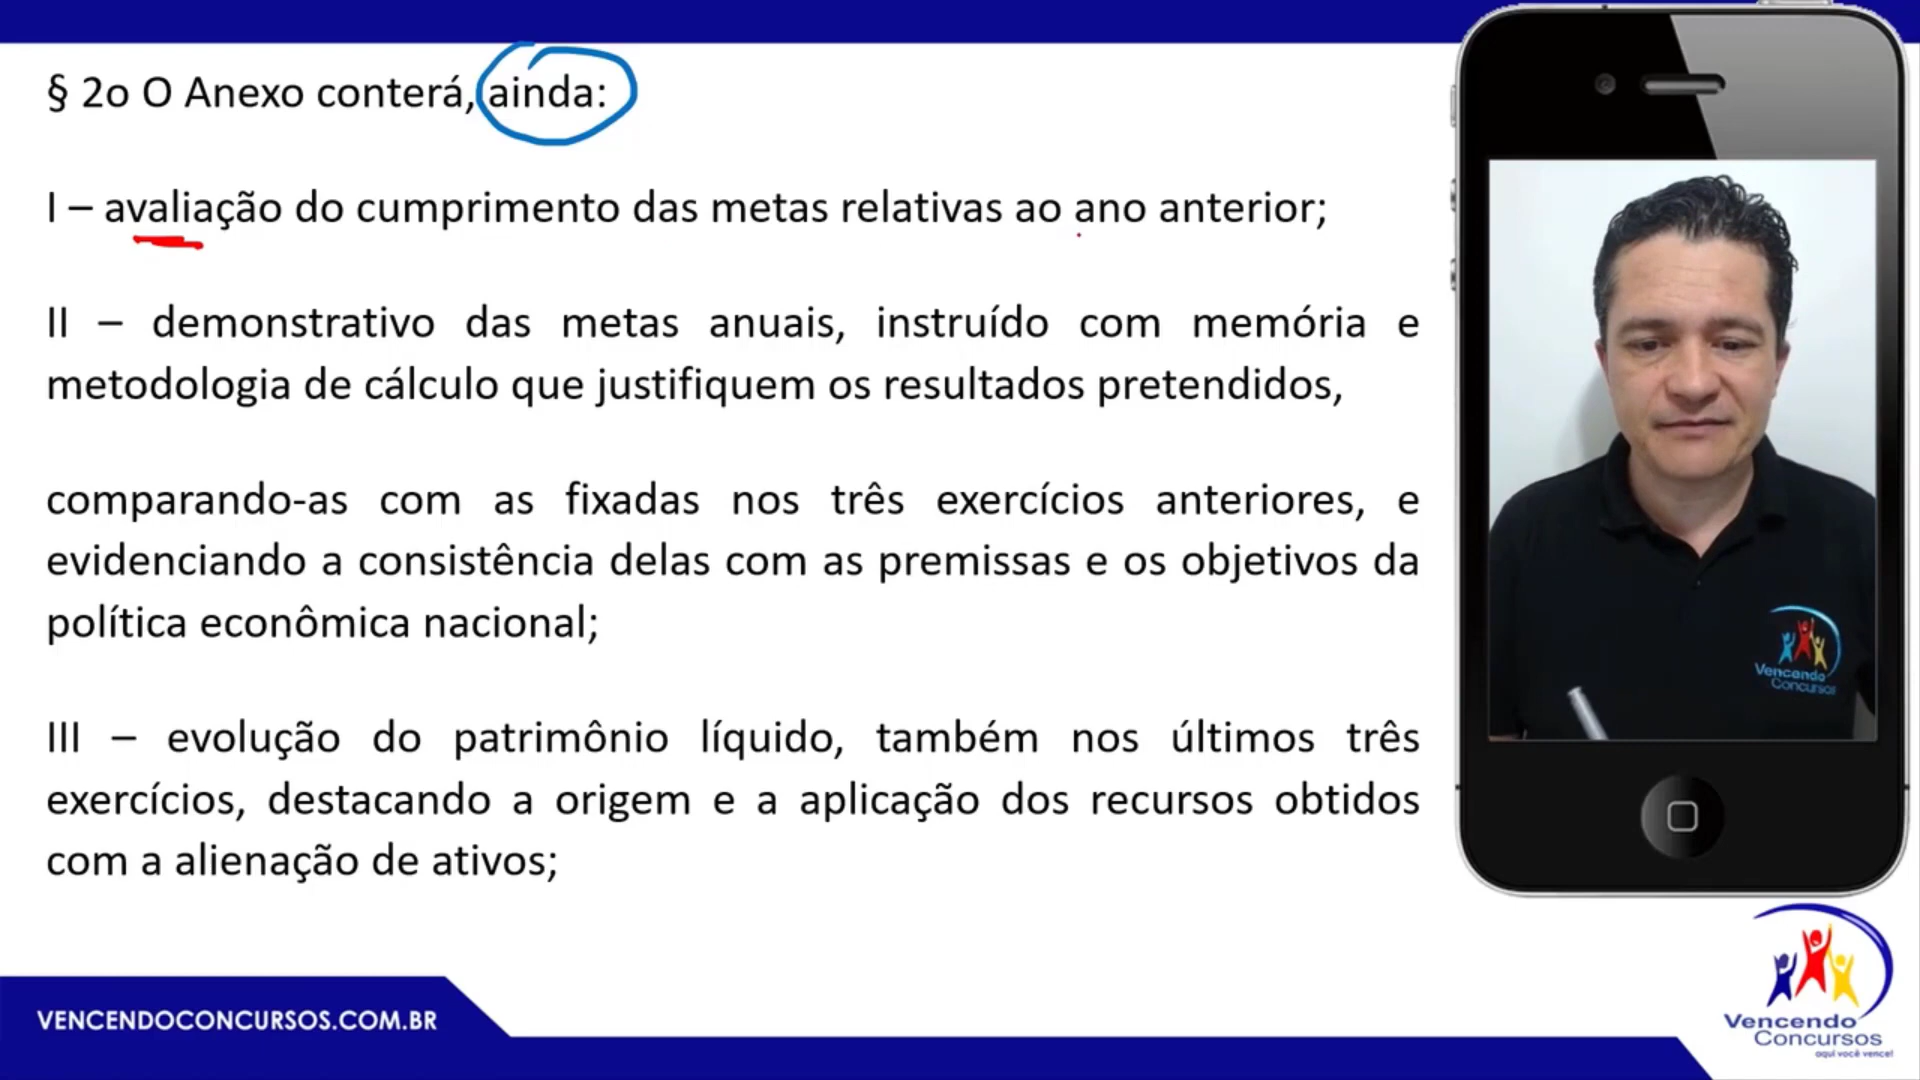 § 2o O Anexo conterá, ainda:
I – avaliação do cumprimento das metas relativas ao ano anterior;
II – demonstrativo das metas anuais, instruído com memória e
metodologia de cálculo que justifiquem os resultados pretendidos,
comparando-as com as fixadas nos três exercícios anteriores, e
evidenciando a consistência delas com as premissas e os objetivos da
política econômica nacional;
III – evolução do patrimônio líquido, também nos últimos três
exercícios, destacando a origem e a aplicação dos recursos obtidos
com a alienação de ativos;
Vencendo
Concursos
VENCENDOCONCURSOS.COM.BR
Vencendo
Concursos
aqui você vence!